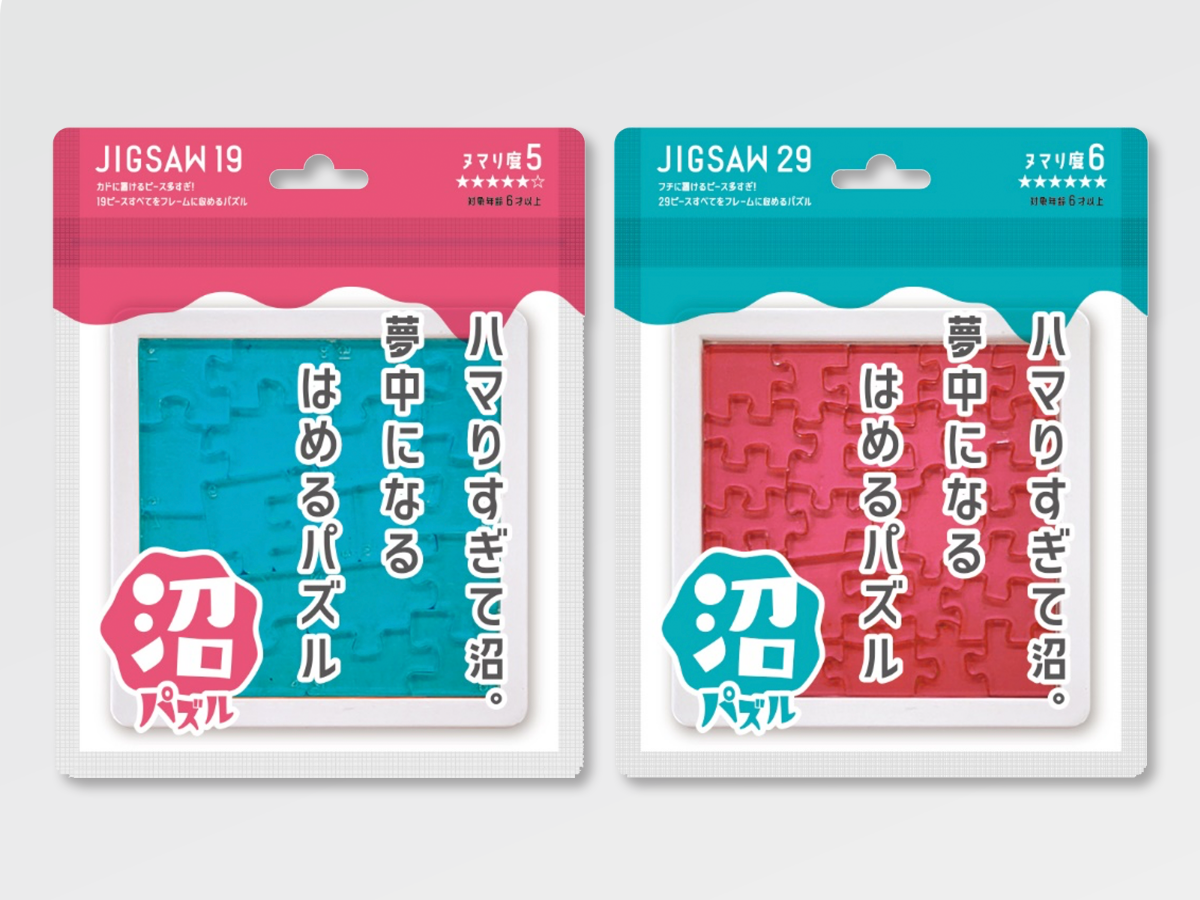 JIGSAW 19
カドに置けるピース多すぎ!
19ピースすべてをフレームに収めるパズル
ヌマり度5
★★★★★☆
対象年齢 6才以上
ハマりすぎて沼。
夢中になる
はめるパズル
沼
パズル
JIGSAW 29
フチに置けるピース多すぎ!
29ピースすべてをフレームに収めるパズル
ヌマり度6
★★★★★★
対象年齢 6才以上
ハマりすぎて沼。
夢中になる
はめるパズル
沼
パズル